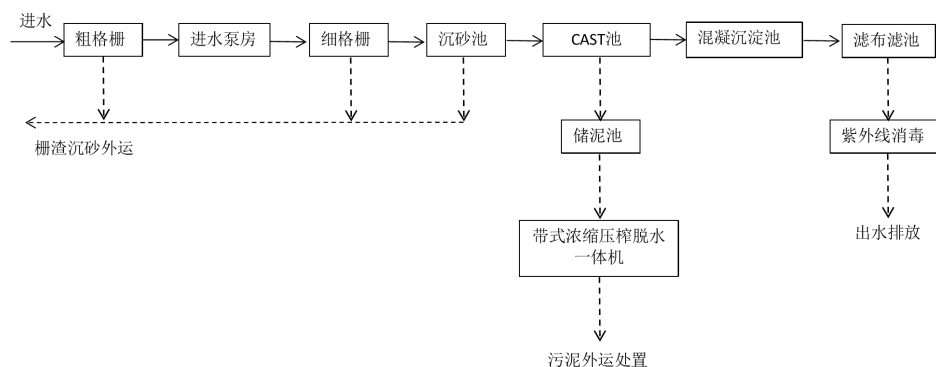 进水
粗格栅
进水泵房
细格栅
沉砂池
CAST池
混凝沉淀池
滤布滤池
栅渣沉砂外运
储泥池
紫外线消毒
带式浓缩压榨脱水
一体机
出水排放
污泥外运处置